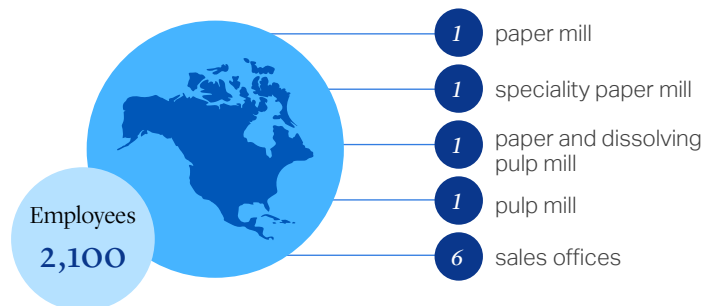 1 paper mill
1 speciality paper mill
1 paper and dissolving
pulp mill
1 pulp mill
6 sales offices
Employees
2,100